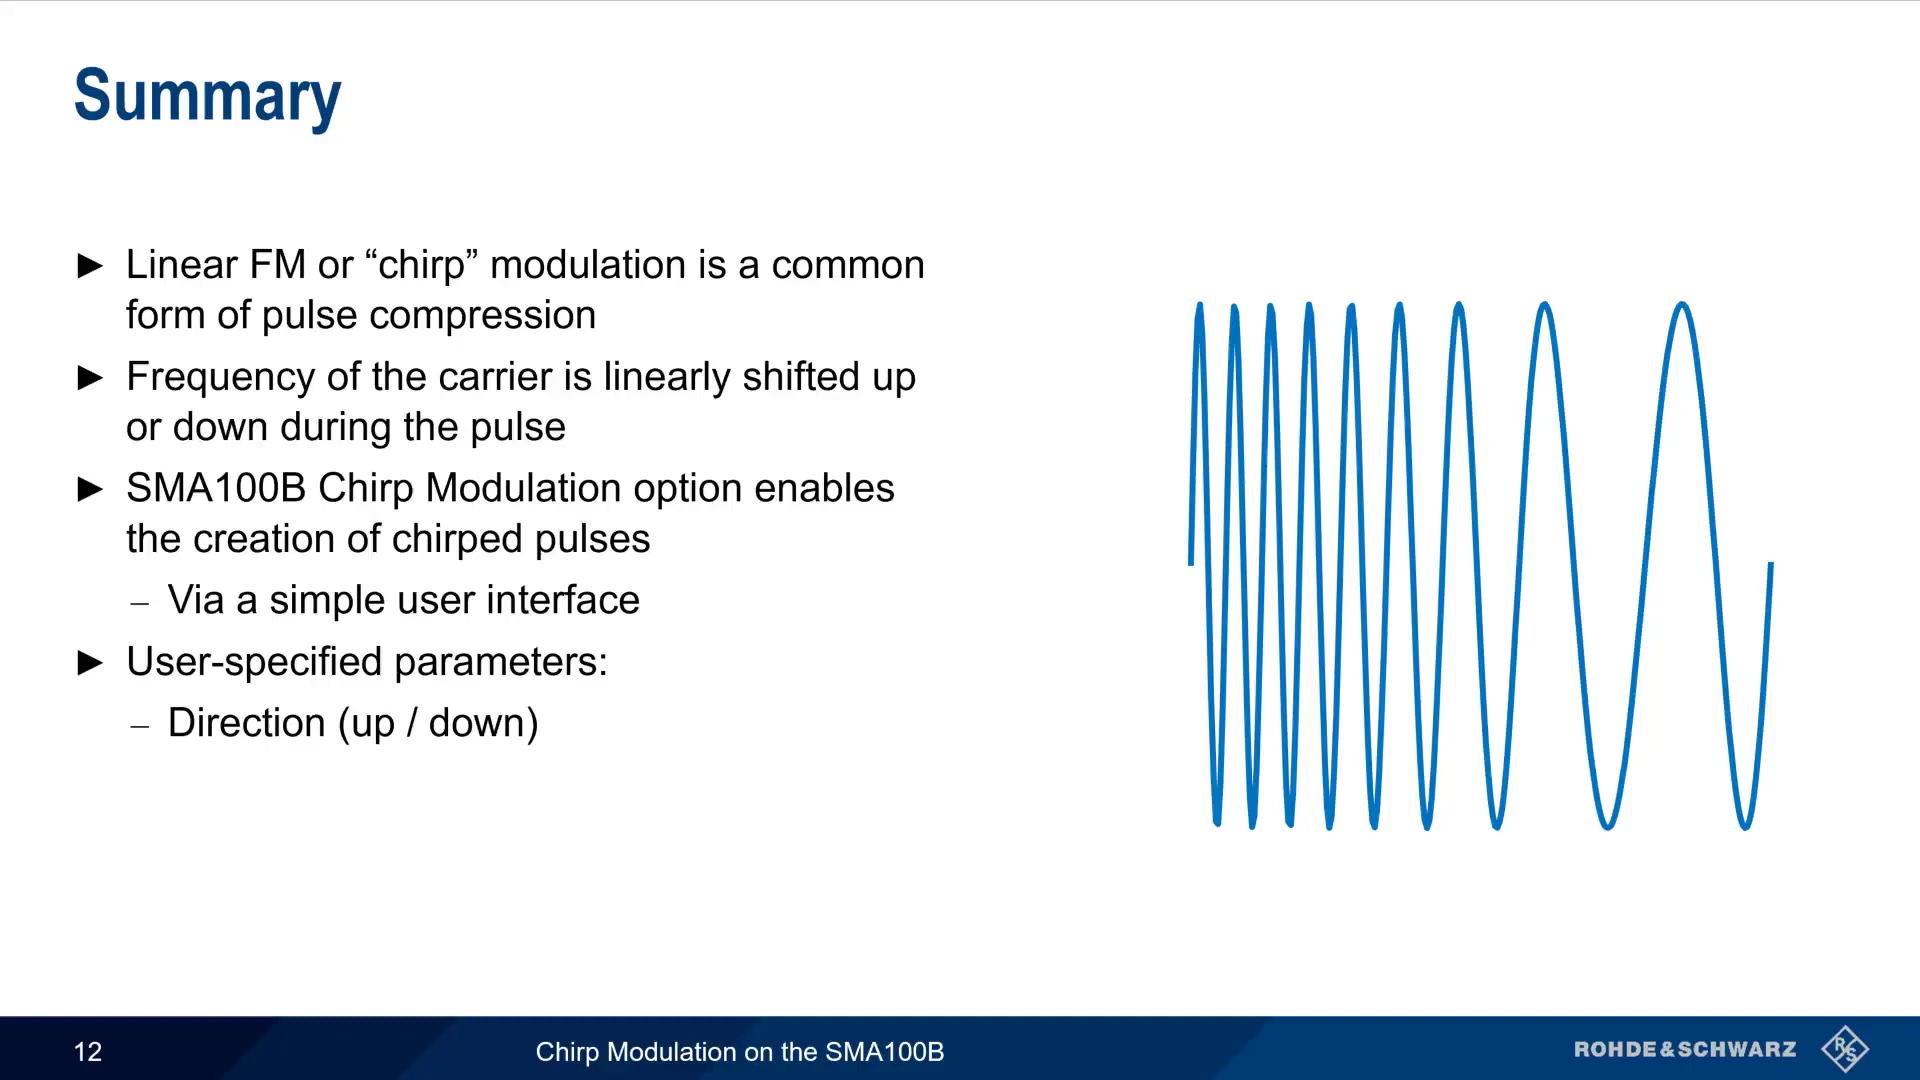 Summary
► Linear FM or “chirp” modulation is a common
form of pulse compression
► Frequency of the carrier is linearly shifted up
or down during the pulse
► SMA100B Chirp Modulation option enables
the creation of chirped pulses
– Via a simple user interface
► User-specified parameters:
– Direction (up / down)
12
Chirp Modulation on the SMA100B
ROHDE&SCHWARZ
R&S